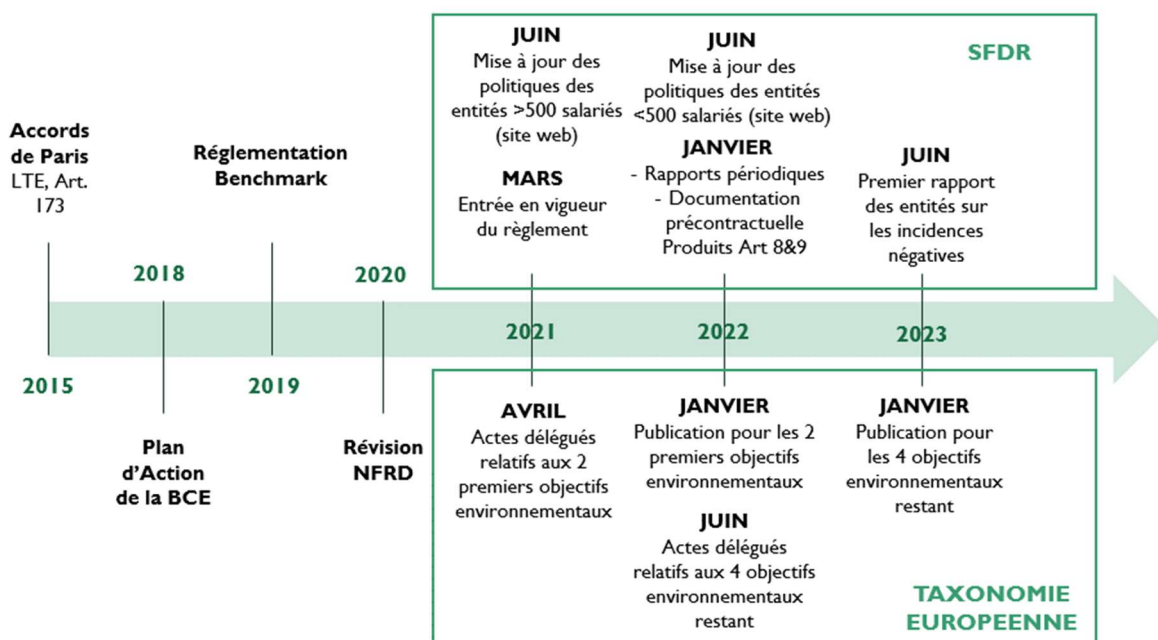 JUIN
Mise à jour des
politiques des
entités >500 salariés
(site web)
MARS
Entrée en vigueur
du règlement
JUIN
Mise à jour des
politiques des entités
<500 salariés (site web)
JANVIER
- Rapports périodiques
- Documentation
précontractuelle
Produits Art 8&9
SFDR
JUIN
Premier rapport
des entités sur
les incidences
négatives
Accords
de Paris
LTE, Art.
173
Réglementation
Benchmark
2018
2020
2021
2022
2023
2015
2019
Plan
d’Action
de la BCE
Révision
NFRD
AVRIL
Actes délégués
relatifs aux 2
premiers objectifs
environnementaux
JANVIER
Publication pour les 2
premiers objectifs
environnementaux
JUIN
Actes délégués
relatifs aux 4 objectifs
environnementaux
restant
JANVIER
Publication pour
les 4 objectifs
environnementaux
restant
TAXONOMIE
EUROPEENNE